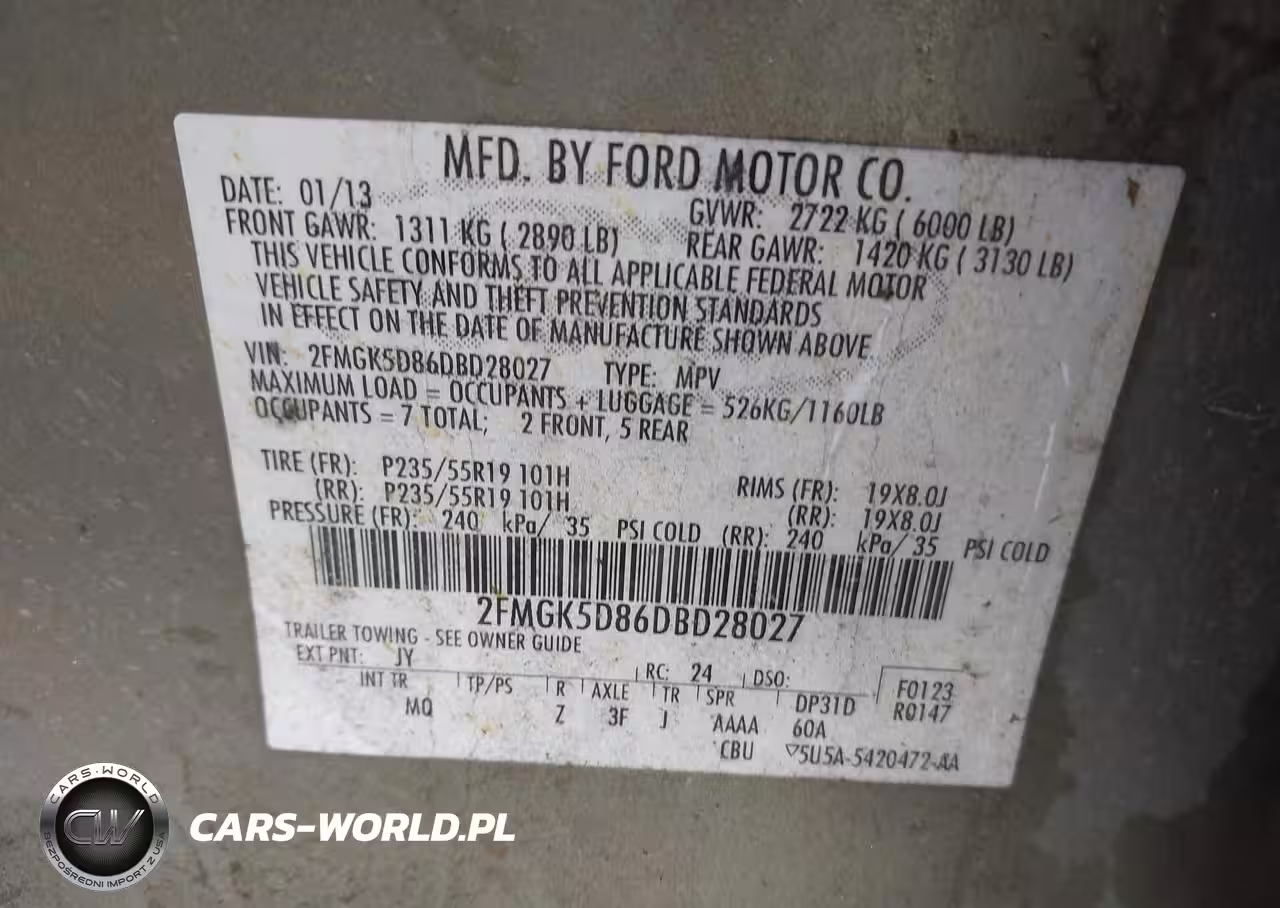 MFD. BY FORD MOTOR CO.
DATE: 01/13
GVWR: 2722 KG ( 6000 LB)
FRONT GAWR: 1311 KG ( 2890 LB)
REAR GAWR: 1420 KG ( 3130 LB)
THIS VEHICLE CONFORMS TO ALL APPLICABLE FEDERAL MOTOR
VEHICLE SAFETY AND THEFT PREVENTION STANDARDS
IN EFFECT ON THE DATE OF MANUFACTURE SHOWN ABOVE
VIN: 2FMGK5D86DBD28027 TYPE: MPV
MAXIMUM LOAD = OCCUPANTS + LUGGAGE = 526KG/1160LB
OCCUPANTS = 7 TOTAL; 2 FRONT, 5 REAR
TIRE (FR): P235/55R19 101H RIMS (FR): 19X8.0J
(RR): P235/55R19 101H (RR): 19X8.0J
PRESSURE (FR): 240 kPa/ 35 PSI COLD (RR): 240 kPa/ 35 PSI COLD
2FMGK5D86DBD28027
TRAILER TOWING - SEE OWNER GUIDE
EXT PNT: JY RC: 24 DSO: F0123
INT TR TP/PS R AXLE TR SPR DP31D R0147
MQ Z 3F J AAAA 60A
CBU ▽5U5A-5420472-AA
CARS-WORLD
CW
BEZPOŚREDNI IMPORT Z USA
CARS-WORLD.PL